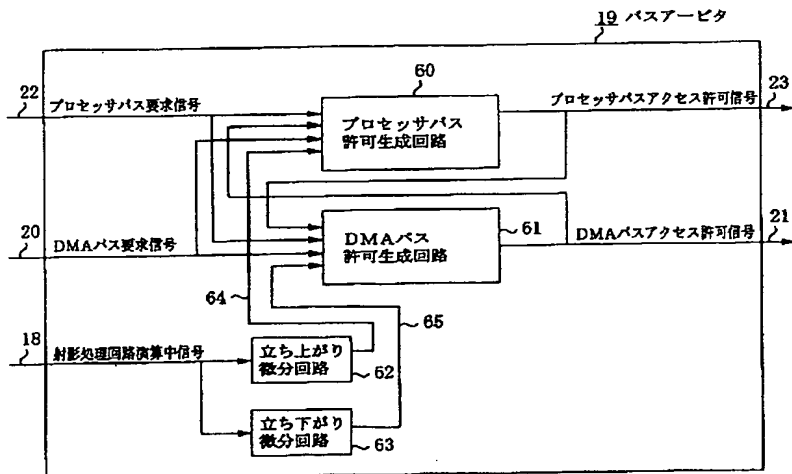 19 バスアービタ
60
22 プロセッサバス要求信号
プロセッサバス
許可生成回路
プロセッサバスアクセス許可信号 23
20 DMAバス要求信号
DMAバス
許可生成回路
61
DMAバスアクセス許可信号 21
64
65
18 射影処理回路演算中信号
立ち上がり
微分回路
62
立ち下がり
微分回路
63